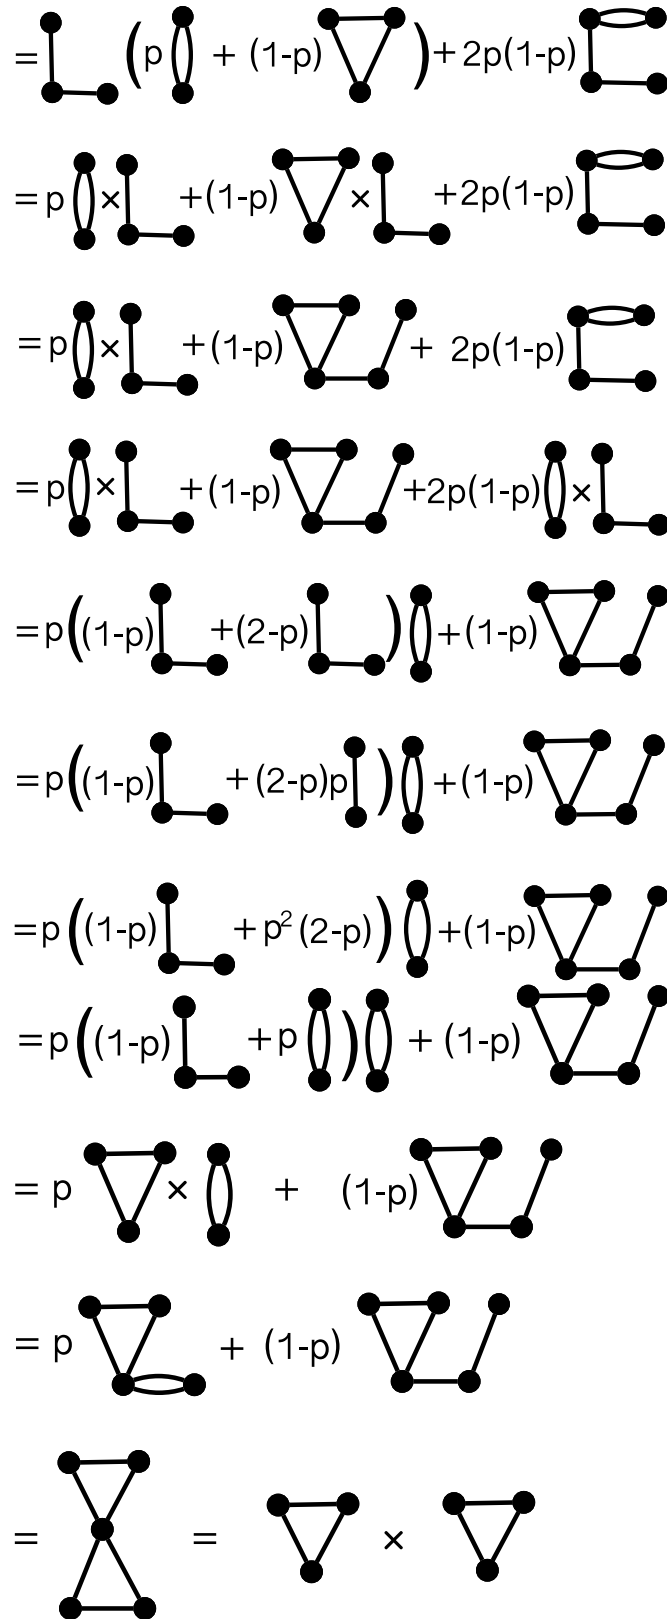 = ( p + (1-p) ) + 2p(1-p)
= p × + (1-p) × + 2p(1-p)
= p × + (1-p) + 2p(1-p)
= p × + (1-p) + 2p(1-p) ×
= p ( (1-p) + (2-p) ) + (1-p)
= p ( (1-p) + (2-p)p ) + (1-p)
= p ( (1-p) + p² (2-p) ) + (1-p)
= p ( (1-p) + p ) + (1-p)
= p × + (1-p)
= p + (1-p)
= = ×